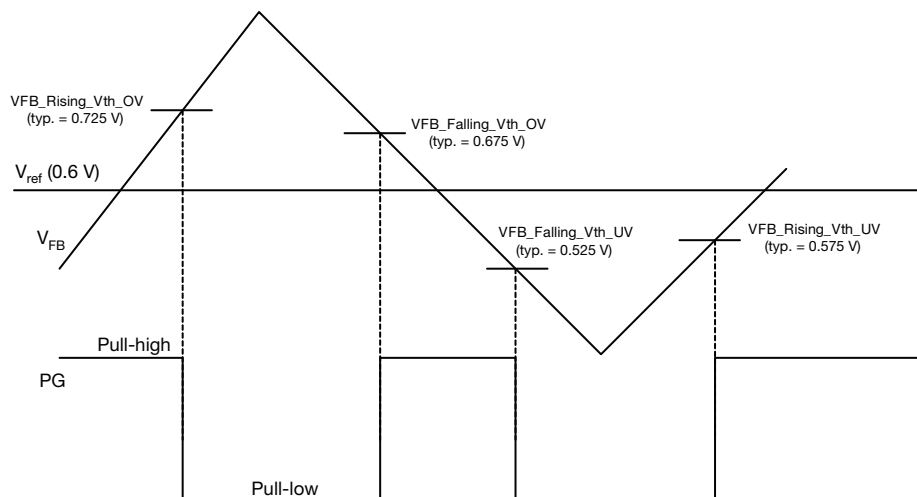 VFB_Rising_Vth_OV
(typ. = 0.725 V)
VFB_Falling_Vth_OV
(typ. = 0.675 V)
Vref (0.6 V)
VFB
VFB_Falling_Vth_UV
(typ. = 0.525 V)
VFB_Rising_Vth_UV
(typ. = 0.575 V)
Pull-high
PG
Pull-low